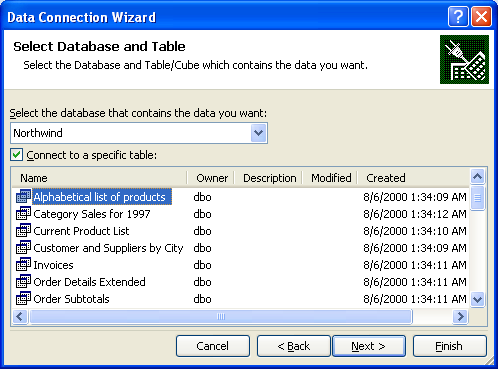 Data Connection Wizard
Select Database and Table
Select the Database and Table/Cube which contains the data you want.
Select the database that contains the data you want:
Northwind
Connect to a specific table:
Name Owner Description Modified Created
Alphabetical list of products dbo 8/6/2000 1:34:09 AM
Category Sales for 1997 dbo 8/6/2000 1:34:12 AM
Current Product List dbo 8/6/2000 1:34:10 AM
Customer and Suppliers by City dbo 8/6/2000 1:34:09 AM
Invoices dbo 8/6/2000 1:34:11 AM
Order Details Extended dbo 8/6/2000 1:34:11 AM
Order Subtotals dbo 8/6/2000 1:34:11 AM
Cancel < Back Next > Finish